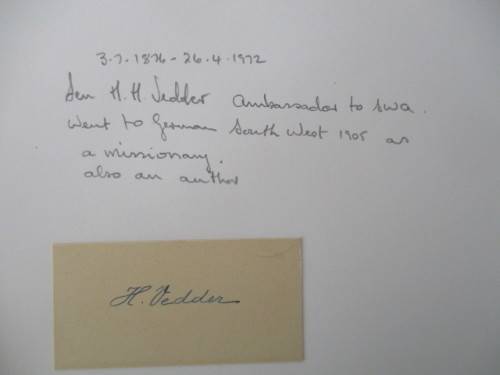 3.7.1876 - 26.4.1972
Sen H.H Vedder Ambassador to swa.
Went to German South West 1905 as
a missionary.
also an author
H. Vedder